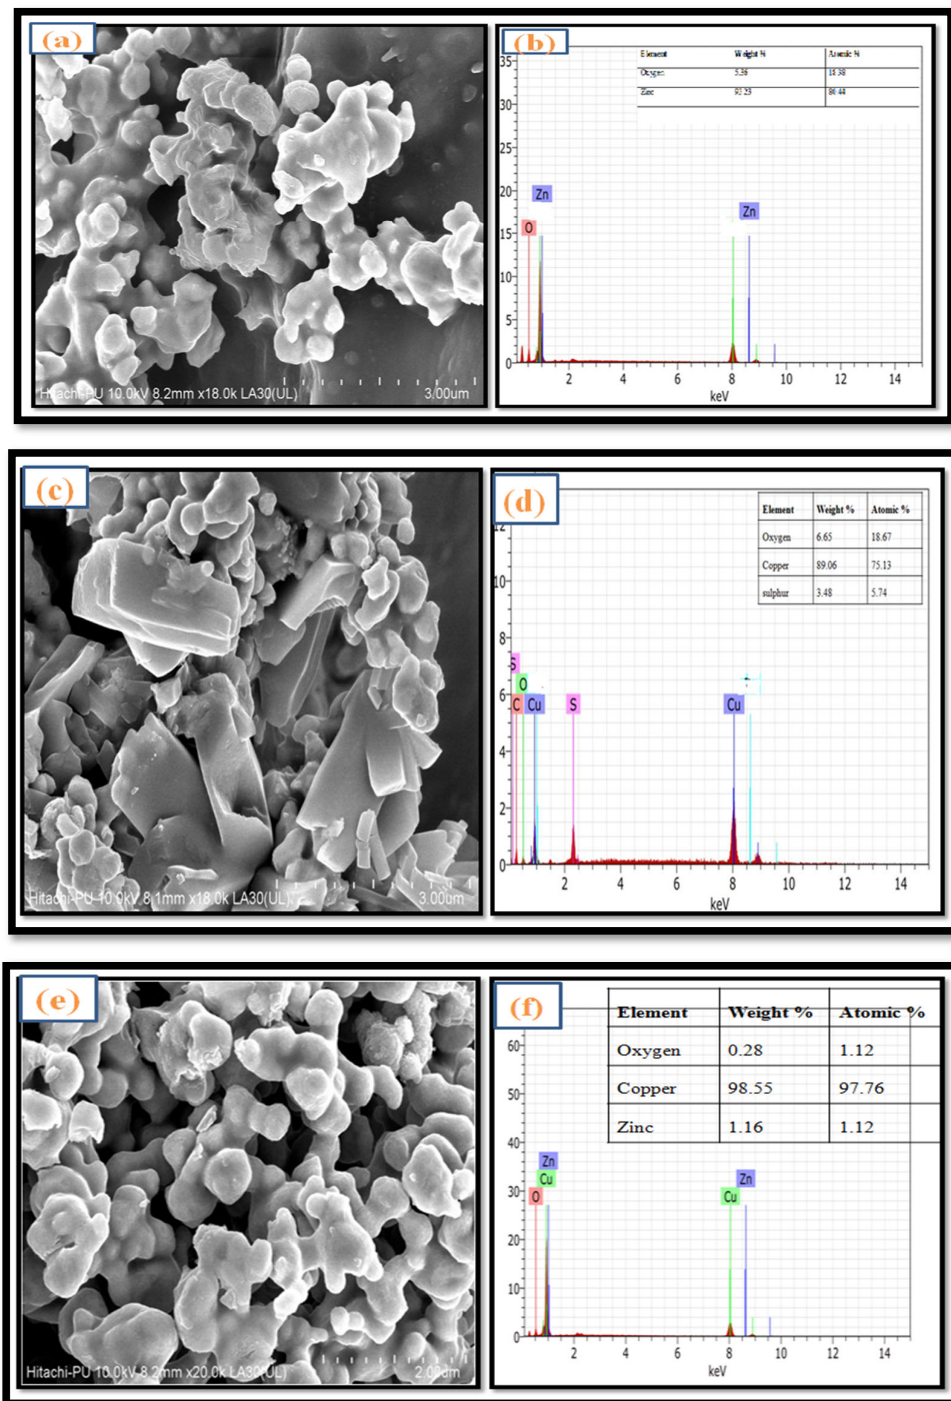 (a)
Hitachi-PU 10.0kV 8.2mm x18.0k LA30(UL) 3.00um
(b)
Element Weight % Atomic %
Oxygen 5.36 18.38
Zinc 80.44
35
30
25
20
15
10
5
0
Zn
Zn
O
2 4 6 8 10 12 14
keV
(c)
Hitachi-PU 10.0kV 8.1mm x18.0k LA30(UL) 3.00um
(d)
Element Weight % Atomic %
Oxygen 6.65 18.67
Copper 89.06 75.13
sulphur 3.48 5.74
12
10
8
6
4
2
0
S
O
C Cu S Cu
2 4 6 8 10 12 14
keV
(e)
Hitachi-PU 10.0kV 8.2mm x20.0k LA30(UL) 2.00um
(f)
Element Weight % Atomic %
Oxygen 0.28 1.12
Copper 98.55 97.76
Zinc 1.16 1.12
60
50
40
30
20
10
0
Zn
Cu
Zn
O Cu
2 4 6 8 10 12 14
keV